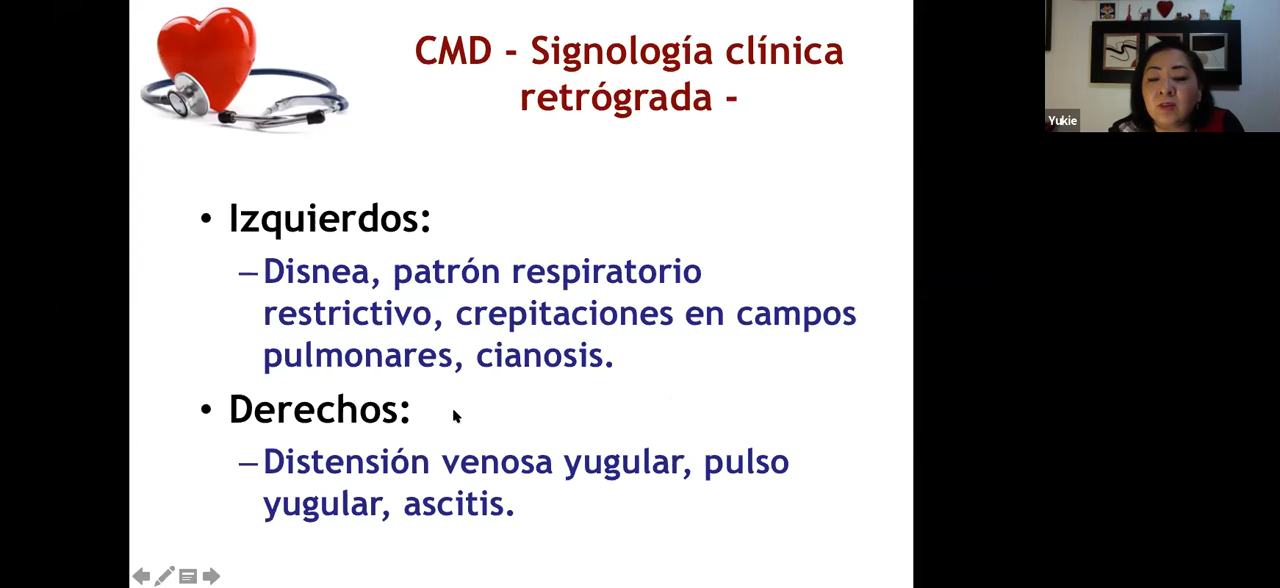 CMD - Signología clínica
retrógrada -
Yukie
• Izquierdos:
–Disnea, patrón respiratorio
restrictivo, crepitaciones en campos
pulmonares, cianosis.
• Derechos:
–Distensión venosa yugular, pulso
yugular, ascitis.